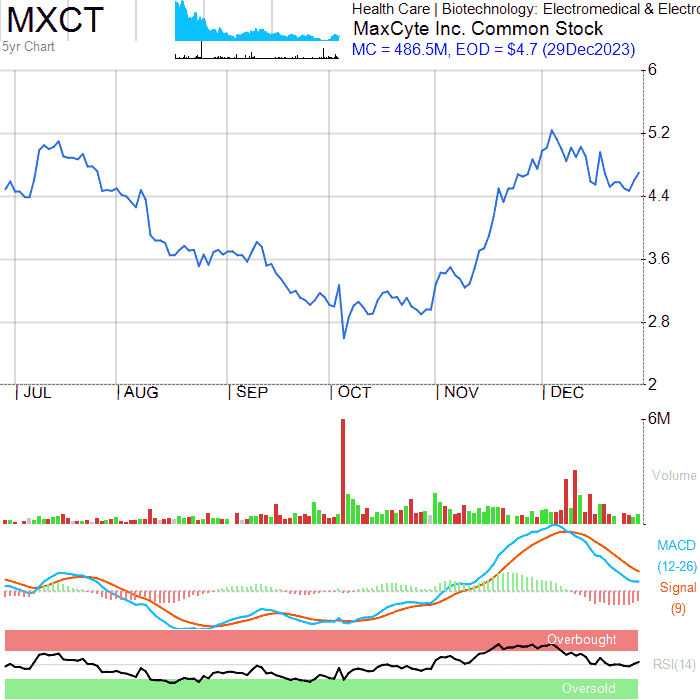 MXCT
5yr Chart
Health Care | Biotechnology: Electromedical & Electro
MaxCyte Inc. Common Stock
MC = 486.5M, EOD = $4.7 (29Dec2023)
6
5.2
4.4
3.6
2.8
2
| JUL | AUG | SEP | OCT | NOV | DEC
6M
Volume
MACD
(12-26)
Signal
(9)
Overbought
RSI(14)
Oversold